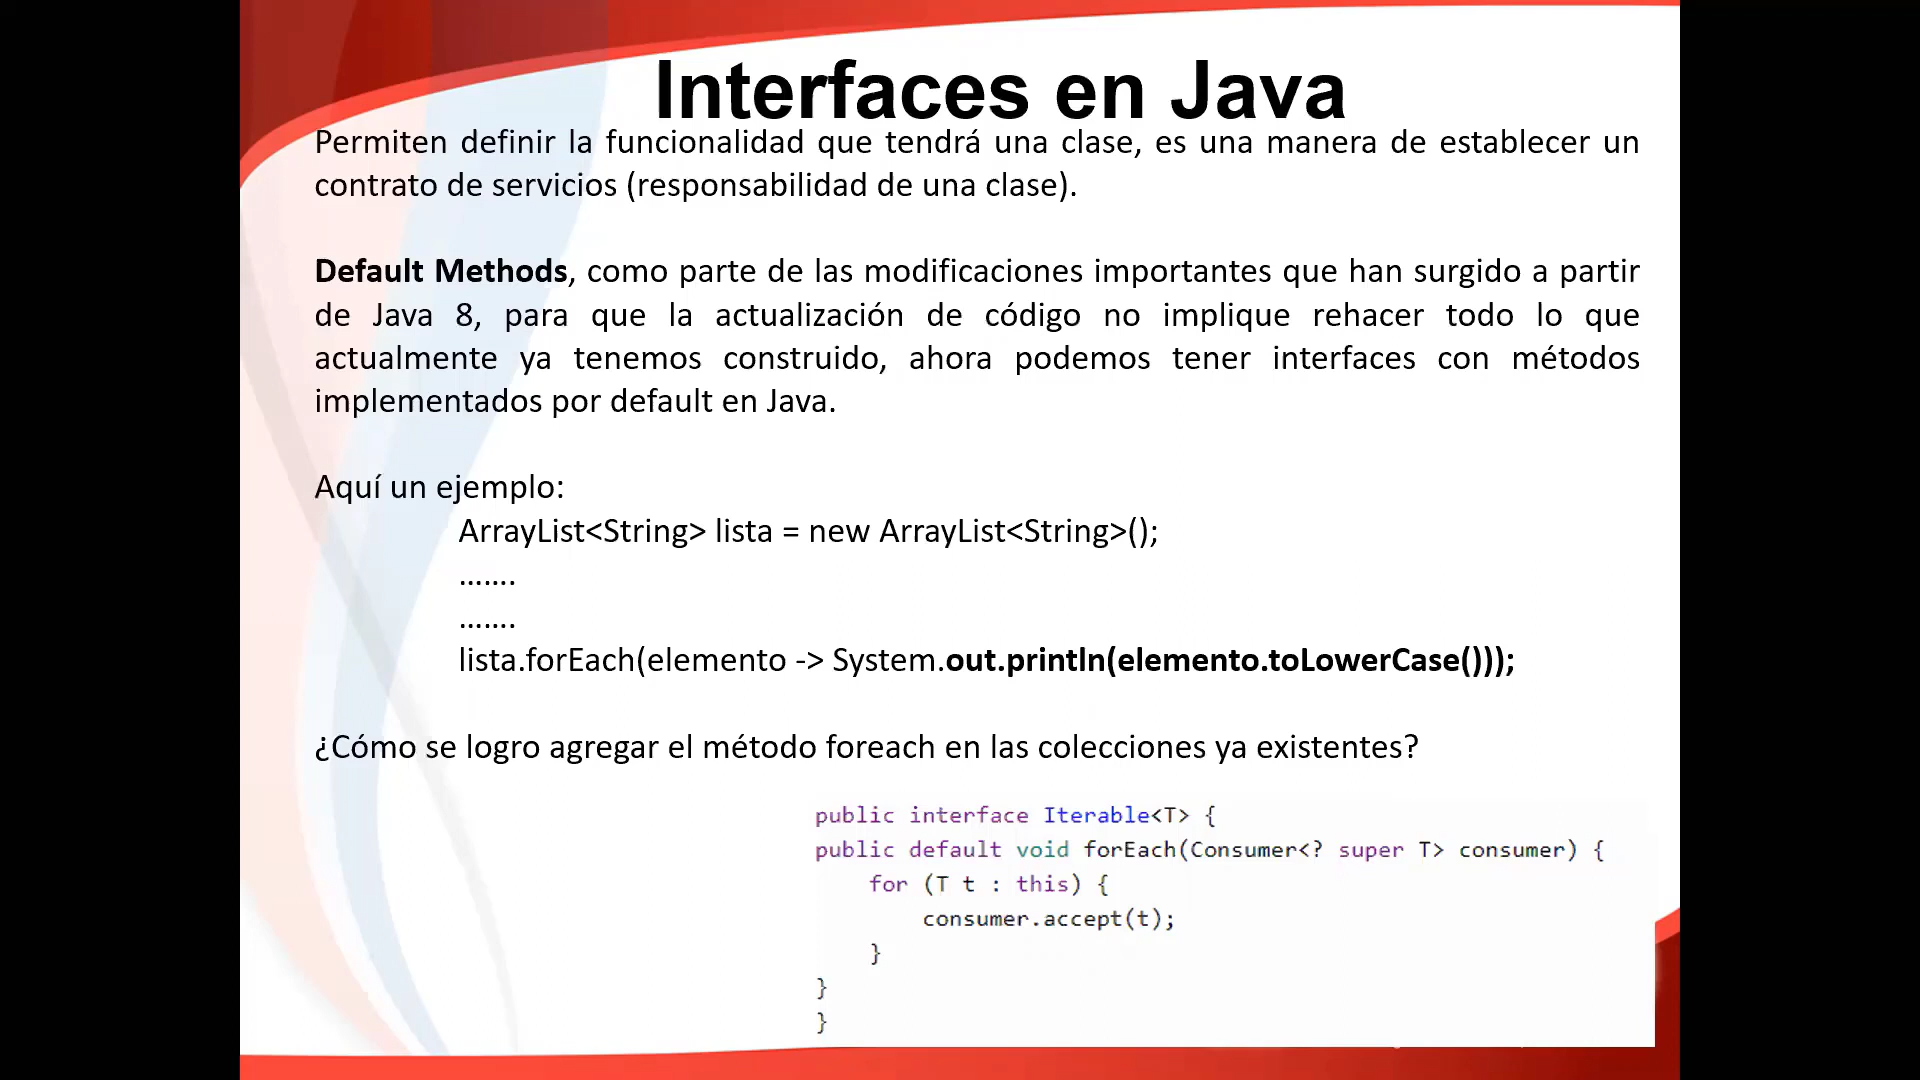 Interfaces en Java
Permiten definir la funcionalidad que tendrá una clase, es una manera de establecer un
contrato de servicios (responsabilidad de una clase).
Default Methods, como parte de las modificaciones importantes que han surgido a partir
de Java 8, para que la actualización de código no implique rehacer todo lo que
actualmente ya tenemos construido, ahora podemos tener interfaces con métodos
implementados por default en Java.
Aquí un ejemplo:
ArrayList<String> lista = new ArrayList<String>();
…….
…….
lista.forEach(elemento -> System.out.println(elemento.toLowerCase()));
¿Cómo se logro agregar el método foreach en las colecciones ya existentes?
public interface Iterable<T> {
public default void forEach(Consumer<? super T> consumer) {
for (T t : this) {
consumer.accept(t);
}
}
}